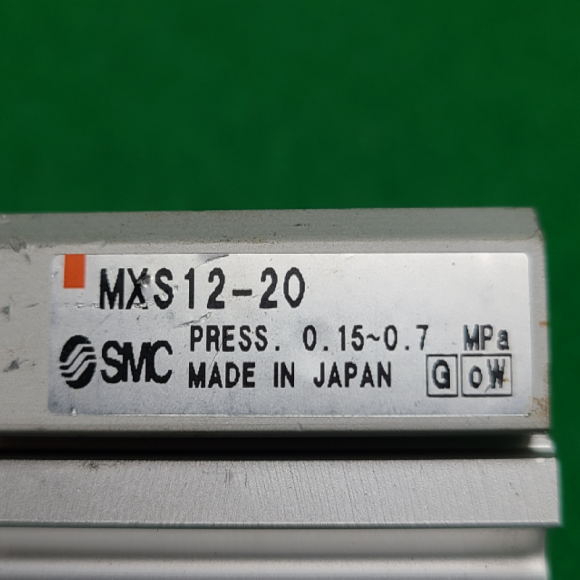 MXS12-20
PRESS. 0.15~0.7 MPa
SMC MADE IN JAPAN G oW